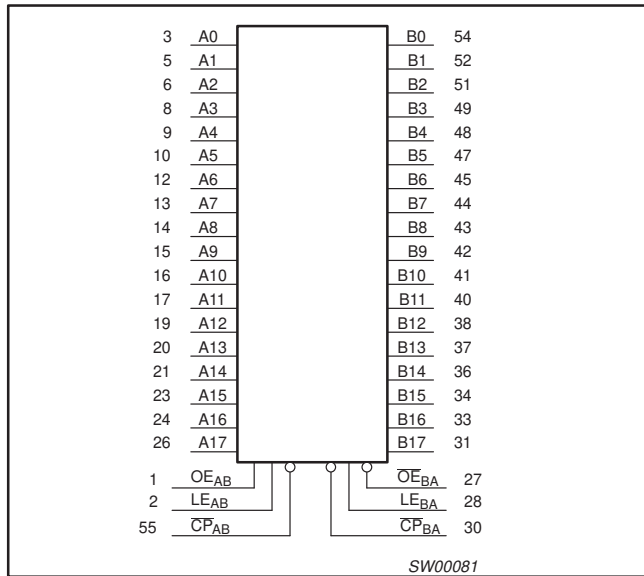 3 A0 B0 54
5 A1 B1 52
6 A2 B2 51
8 A3 B3 49
9 A4 B4 48
10 A5 B5 47
12 A6 B6 45
13 A7 B7 44
14 A8 B8 43
15 A9 B9 42
16 A10 B10 41
17 A11 B11 40
19 A12 B12 38
20 A13 B13 37
21 A14 B14 36
23 A15 B15 34
24 A16 B16 33
26 A17 B17 31
1 OEAB O̅E̅BA 27
2 LEAB LEBA 28
55 C̅P̅AB C̅P̅BA 30
SW00081